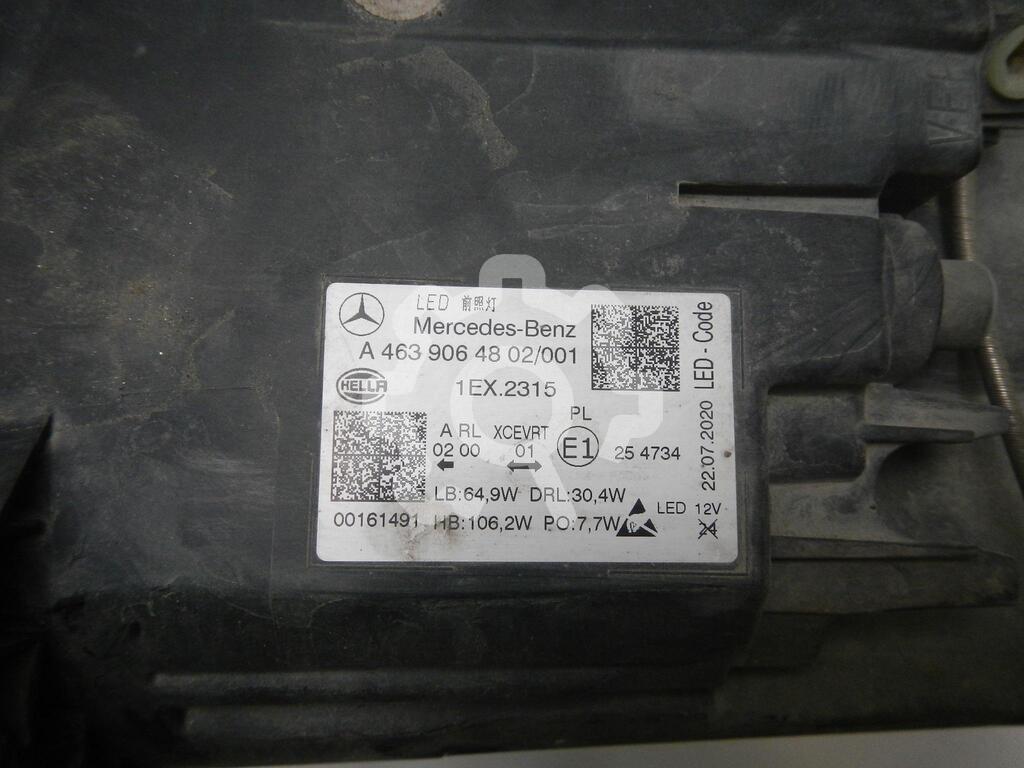 LED 前照灯
Mercedes-Benz
A 463 906 48 02/001
HELLA
1EX.2315
PL
A RL XCEVRT
02 00 01 E1 25 4734
LB:64,9W DRL:30,4W
LED 12V
00161491 HB:106,2W PO:7,7W
24
22.07.2020 LED - Code